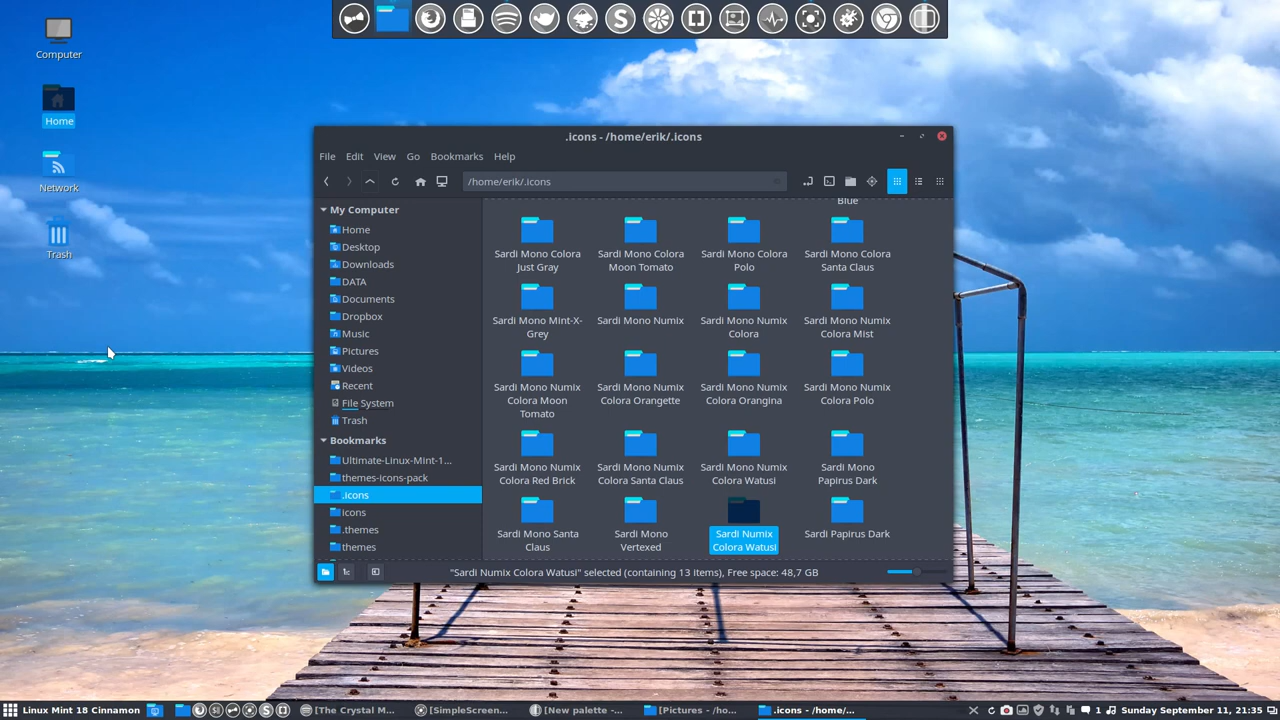 Computer
Home
Network
Trash
.icons - /home/erik/.icons
File Edit View Go Bookmarks Help
/home/erik/.icons
My Computer
Home
Desktop
Downloads
DATA
Documents
Dropbox
Music
Pictures
Videos
Recent
File System
Trash
Bookmarks
Ultimate-Linux-Mint-1...
themes-icons-pack
.icons
icons
.themes
themes
Blue
Sardi Mono Colora
Just Gray
Sardi Mono Colora
Moon Tomato
Sardi Mono Colora
Polo
Sardi Mono Colora
Santa Claus
Sardi Mono Mint-X-
Grey
Sardi Mono Numix
Sardi Mono Numix
Colora
Sardi Mono Numix
Colora Mist
Sardi Mono Numix
Colora Moon
Tomato
Sardi Mono Numix
Colora Orangette
Sardi Mono Numix
Colora Orangina
Sardi Mono Numix
Colora Polo
Sardi Mono Numix
Colora Red Brick
Sardi Mono Numix
Colora Santa Claus
Sardi Mono Numix
Colora Watusi
Sardi Mono
Papirus Dark
Sardi Mono Santa
Claus
Sardi Mono
Vertexed
Sardi Numix
Colora Watusi
Sardi Papirus Dark
"Sardi Numix Colora Watusi" selected (containing 13 items), Free space: 48,7 GB
Linux Mint 18 Cinnamon
[The Crystal M...
[SimpleScreen...
[New palette -...
[Pictures - /ho...
.icons - /home/...
1
Sunday September 11, 21:35